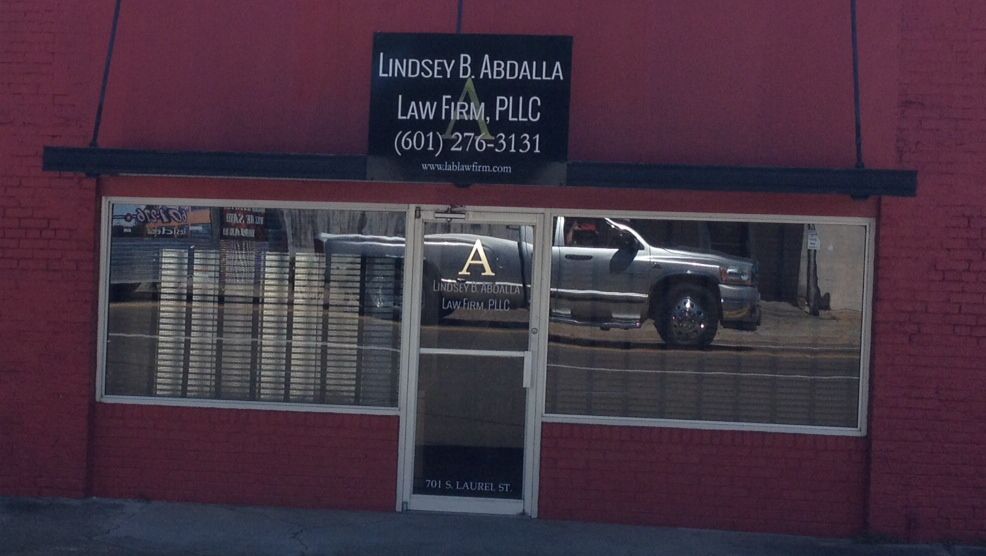 LINDSEY B. ABDALLA
LAW FIRM, PLLC
A
(601) 276-3131
www.lablawfirm.com
A
LINDSEY B. ABDALLA
LAW FIRM, PLLC
701 S. LAUREL ST.